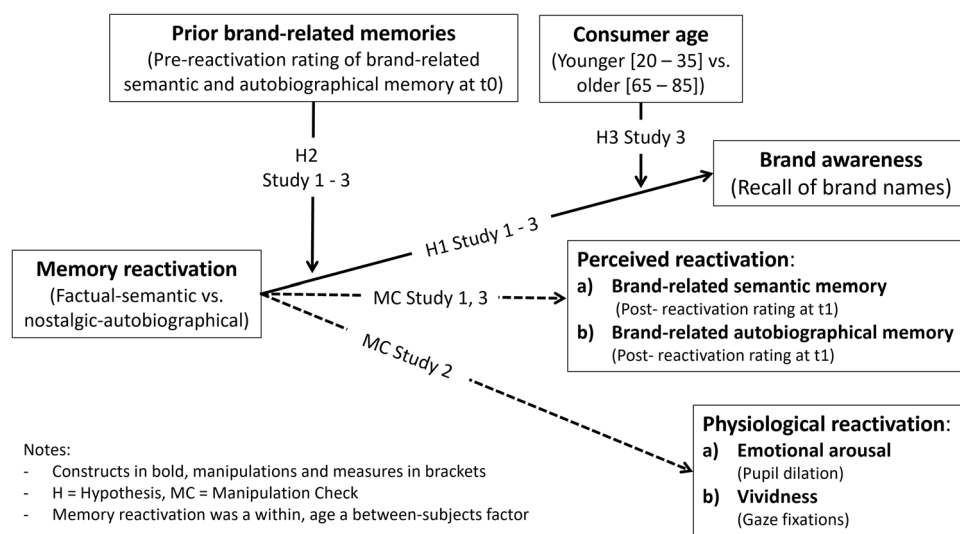 Prior brand-related memories
(Pre-reactivation rating of brand-related
semantic and autobiographical memory at t0)
Consumer age
(Younger [20 – 35] vs.
older [65 – 85])
H2
Study 1 - 3
H3 Study 3
Brand awareness
(Recall of brand names)
H1 Study 1 - 3
Memory reactivation
(Factual-semantic vs.
nostalgic-autobiographical)
MC Study 1, 3
Perceived reactivation:
a) Brand-related semantic memory
(Post- reactivation rating at t1)
b) Brand-related autobiographical memory
(Post- reactivation rating at t1)
MC Study 2
Physiological reactivation:
a) Emotional arousal
(Pupil dilation)
b) Vividness
(Gaze fixations)
Notes:
- Constructs in bold, manipulations and measures in brackets
- H = Hypothesis, MC = Manipulation Check
- Memory reactivation was a within, age a between-subjects factor